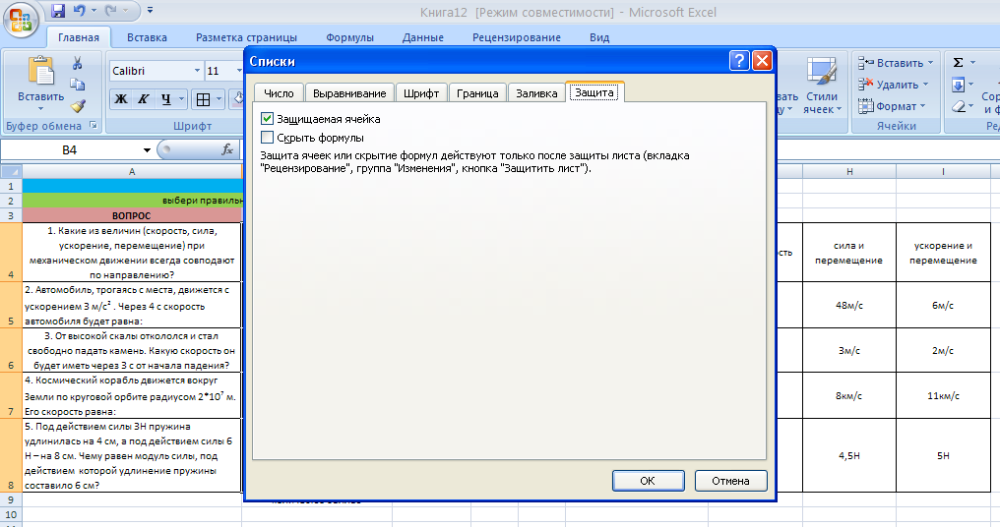 Книга12 [Режим совместимости] - Microsoft Excel
Главная Вставка Разметка страницы Формулы Данные Рецензирование Вид
Вставить
Буфер обмена
Calibri 11
Ж К Ч
Шрифт
Стили
ячеек
Вставить
Удалить
Формат
Ячейки
Σ
B4
fx
Списки
Число Выравнивание Шрифт Граница Заливка Защита
Защищаемая ячейка
Скрыть формулы
Защита ячеек или скрытие формул действуют только после защиты листа (вкладка
"Рецензирование", группа "Изменения", кнопка "Защитить лист").
ОК Отмена
A H I
1
2 выбери правильн
3 ВОПРОС
4
1. Какие из величин (скорость, сила,
ускорение, перемещение) при
механическом движении всегда совподают
по направлению?
сила и
перемещение
ускорение и
перемещение
5
2. Автомобиль, трогаясь с места, движется с
ускорением 3 м/с². Через 4 с скорость
автомобиля будет равна:
48м/с 6м/с
6
3. От высокой скалы откололся и стал
свободно падать камень. Какую скорость он
будет иметь через 3 с от начала падения?
3м/с 2м/с
7
4. Космический корабль движется вокруг
Земли по круговой орбите радиусом 2*10⁷ м.
Его скорость равна:
8км/с 11км/с
8
5. Под действием силы 3Н пружина
удлинилась на 4 см, а под действием силы 6
Н – на 8 см. Чему равен модуль силы, под
действием которой удлинение пружины
составило 6 см?
4,5Н 5Н
9
10
11